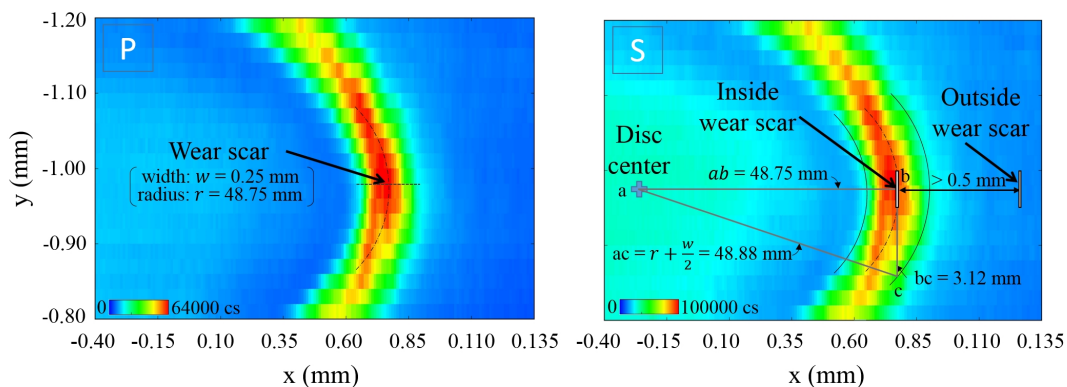 -1.20
-1.10
-1.00
-0.90
-0.80
y (mm)
P
Wear scar
width: w = 0.25 mm
radius: r = 48.75 mm
0 64000 cs
-0.40 -0.15 0.10 0.35 0.60 0.85 0.10 0.135
x (mm)
S
Inside
wear scar
Outside
wear scar
Disc
center
a
b
ab = 48.75 mm
> 0.5 mm
ac = r + w/2 = 48.88 mm
bc = 3.12 mm
c
0 100000 cs
-0.40 -0.15 0.10 0.35 0.60 0.85 0.10 0.135
x (mm)